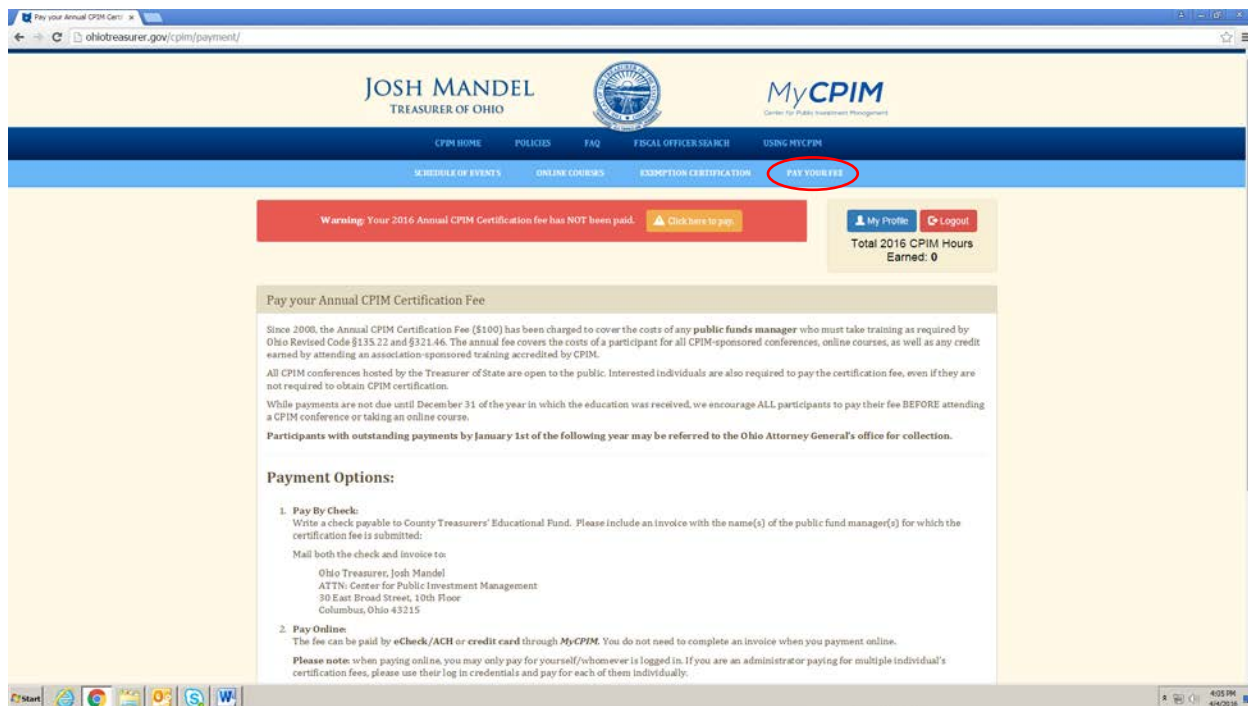 Pay your Annual CPIM Certi
ohiotreasurer.gov/cpim/payment/
JOSH MANDEL
TREASURER OF OHIO
MyCPIM
Center for Public Investment Management
CPIM HOME POLICIES FAQ FISCAL OFFICER SEARCH USING MYCPIM
SCHEDULE OF EVENTS ONLINE COURSES EXEMPTION CERTIFICATION PAY YOUR FEE
Warning: Your 2016 Annual CPIM Certification fee has NOT been paid. Click here to pay.
My Profile Logout
Total 2016 CPIM Hours
Earned: 0
Pay your Annual CPIM Certification Fee
Since 2008, the Annual CPIM Certification Fee ($100) has been charged to cover the costs of any public funds manager who must take training as required by
Ohio Revised Code §135.22 and §321.46. The annual fee covers the costs of a participant for all CPIM-sponsored conferences, online courses, as well as any credit
earned by attending an association-sponsored training accredited by CPIM.
All CPIM conferences hosted by the Treasurer of State are open to the public. Interested individuals are also required to pay the certification fee, even if they are
not required to obtain CPIM certification.
While payments are not due until December 31 of the year in which the education was received, we encourage ALL participants to pay their fee BEFORE attending
a CPIM conference or taking an online course.
Participants with outstanding payments by January 1st of the following year may be referred to the Ohio Attorney General's office for collection.
Payment Options:
1. Pay By Check:
Write a check payable to County Treasurers' Educational Fund. Please include an invoice with the name(s) of the public fund manager(s) for which the
certification fee is submitted:
Mail both the check and invoice to:
Ohio Treasurer, Josh Mandel
ATTN: Center for Public Investment Management
30 East Broad Street, 10th Floor
Columbus, Ohio 43215
2. Pay Online:
The fee can be paid by eCheck/ACH or credit card through MyCPIM. You do not need to complete an invoice when you payment online.
Please note: when paying online, you may only pay for yourself/whomever is logged in. If you are an administrator paying for multiple individual's
certification fees, please use their log in credentials and pay for each of them individually.
Start
4:05 PM
4/4/2016